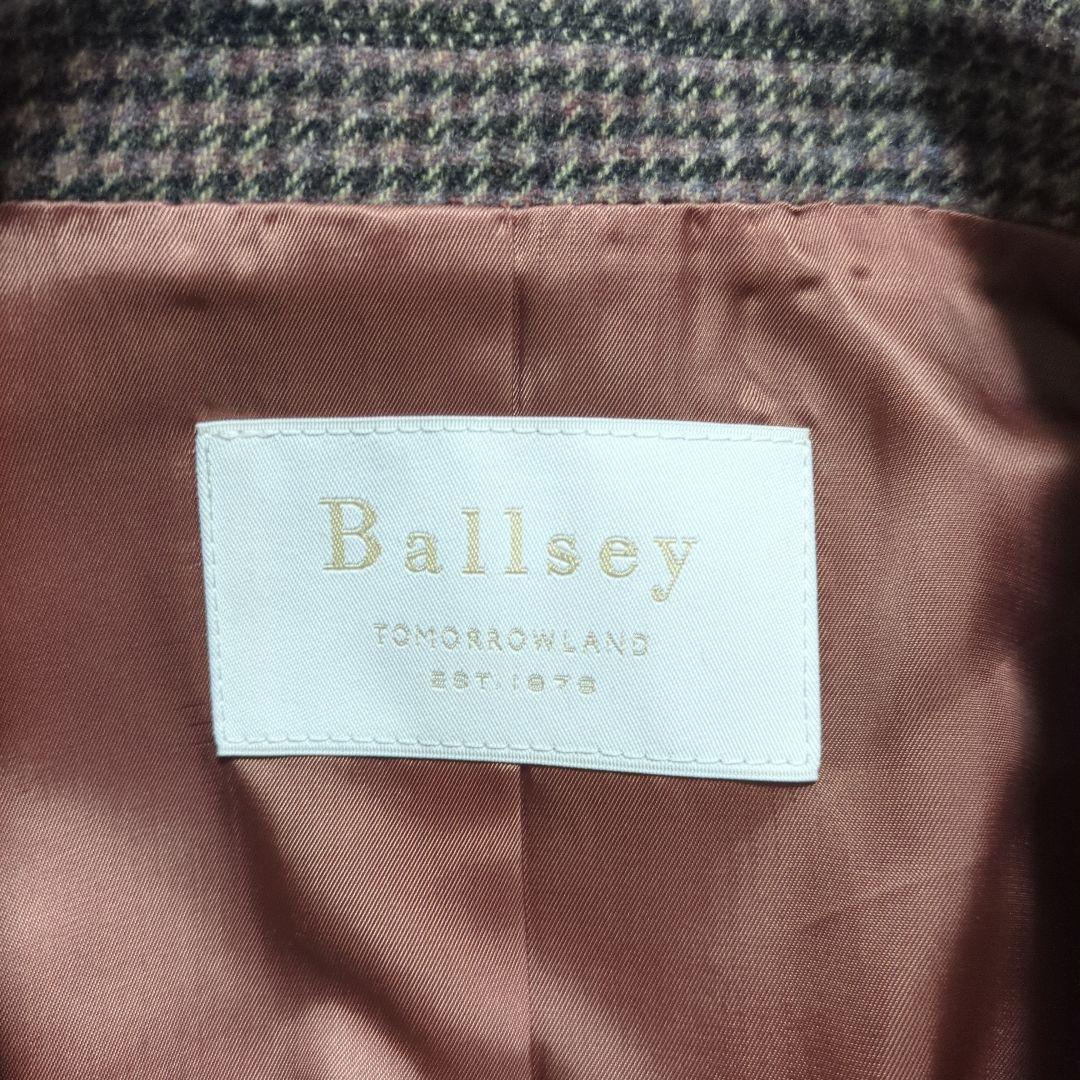 Ballsey
TOMORROWLAND
EST. 1978